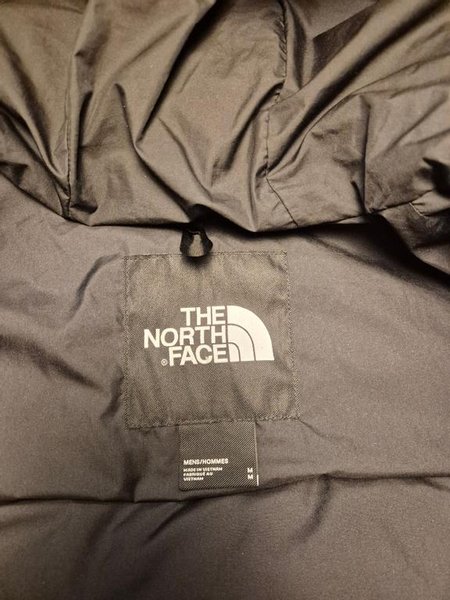 THE
NORTH
® FACE
MENS/HOMMES
MADE IN VIETNAM M
FABRIQUÉ AU M
VIETNAM